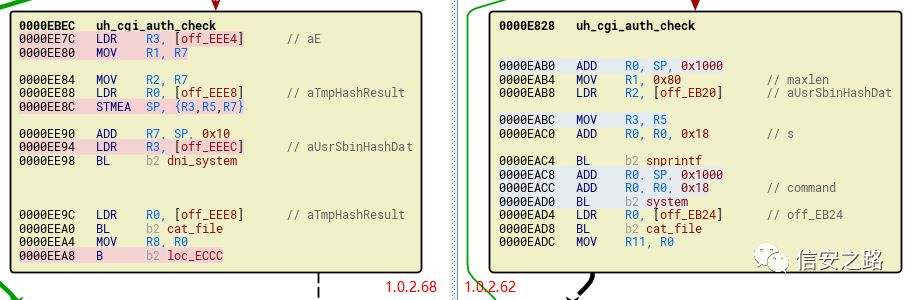 0000EBEC uh_cgi_auth_check
0000EE7C LDR R3, [off_EEE4] // aE
0000EE80 MOV R1, R7
0000EE84 MOV R2, R7
0000EE88 LDR R0, [off_EEE8] // aTmpHashResult
0000EE8C STMEA SP, {R3,R5,R7}
0000EE90 ADD R7, SP, 0x10
0000EE94 LDR R3, [off_EEEC] // aUsrSbinHashDat
0000EE98 BL b2 dni_system
0000EE9C LDR R0, [off_EEE8] // aTmpHashResult
0000EEA0 BL b2 cat_file
0000EEA4 MOV R8, R0
0000EEA8 B b2 loc_ECCC
1.0.2.68
0000E828 uh_cgi_auth_check
0000EAB0 ADD R0, SP, 0x1000
0000EAB4 MOV R1, 0x80 // maxlen
0000EAB8 LDR R2, [off_EB20] // aUsrSbinHashDat
0000EABC MOV R3, R5
0000EAC0 ADD R0, R0, 0x18 // s
0000EAC4 BL b2 snprintf
0000EAC8 ADD R0, SP, 0x1000
0000EACC ADD R0, R0, 0x18 // command
0000EAD0 BL b2 system
0000EAD4 LDR R0, [off_EB24] // off_EB24
0000EAD8 BL b2 cat_file
0000EADC MOV R11, R0
1.0.2.62
信安之路